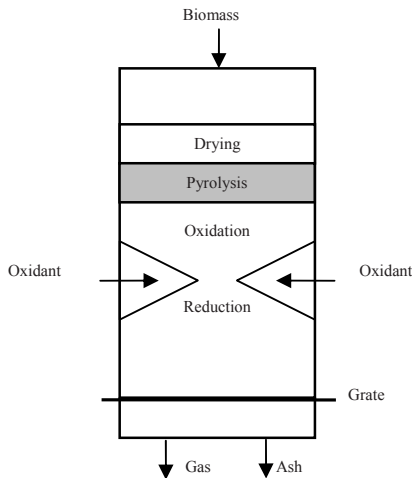 Biomass
Drying
Pyrolysis
Oxidation
Oxidant
Oxidant
Reduction
Grate
Gas
Ash